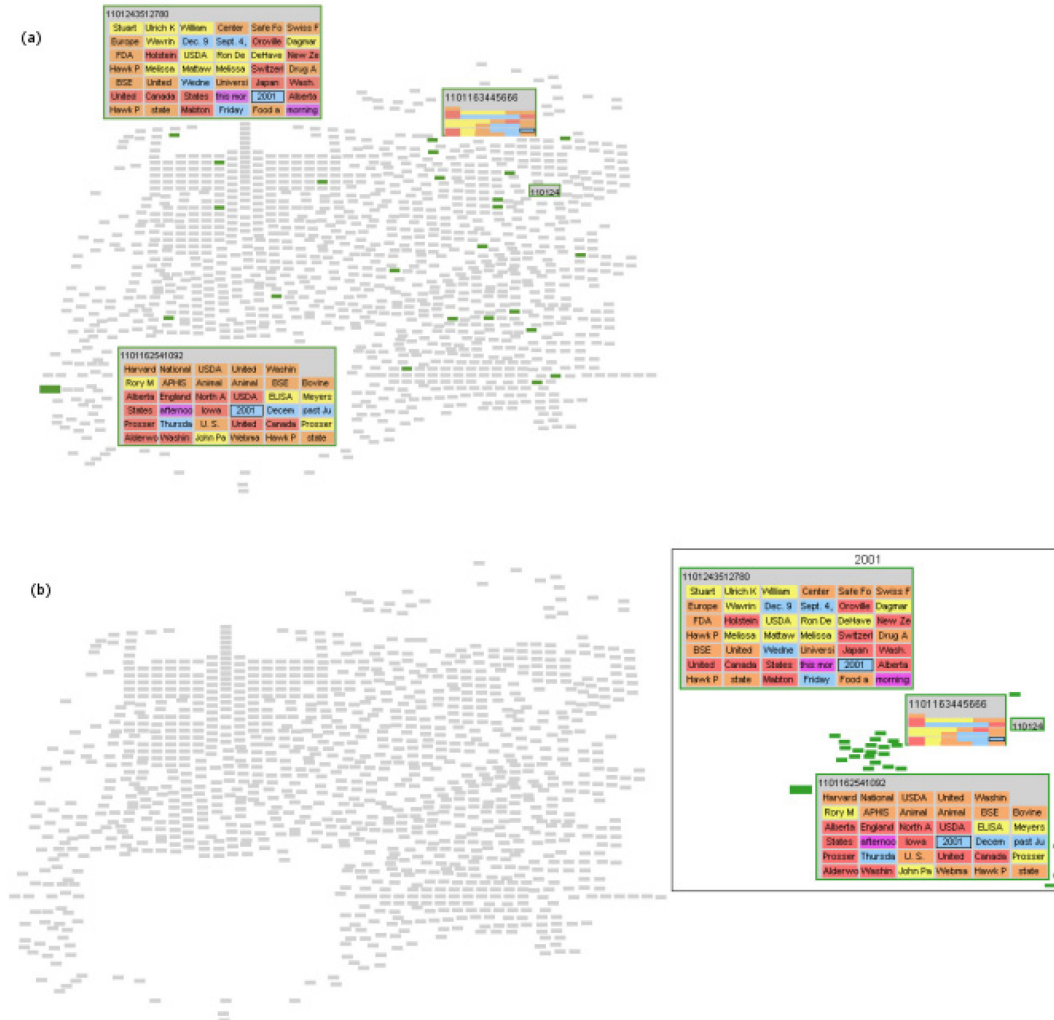 (a)
1101243512780
Stuart Ulrich K William Center Safe Fo Swiss F
Europe Wavrin Dec. 9 Sept. 4, Oroville Dagmar
FDA Holstein USDA Ron De DeHave New Ze
Hawk P Melissa Mattaw Melissa Switzerl Drug A
BSE United Wedne Universi Japan Wash.
United Canada States this mor 2001 Alberta
Hawk P state Mabton Friday Food a morning
1101163445666
110124
1101162541092
Harvard National USDA United Washin
Rory M APHIS Animal Animal BSE Bovine
Alberta England North A USDA ELISA Meyers
States afternoo Iowa 2001 Decem past Ju
Prosser Thursda U. S. United Canada Prosser
Alderwo Washin John Pa Webma Hawk P state
(b)
2001
1101243512780
Stuart Ulrich K William Center Safe Fo Swiss F
Europe Wavrin Dec. 9 Sept. 4, Oroville Dagmar
FDA Holstein USDA Ron De DeHave New Ze
Hawk P Melissa Mattaw Melissa Switzerl Drug A
BSE United Wedne Universi Japan Wash.
United Canada States this mor 2001 Alberta
Hawk P state Mabton Friday Food a morning
1101163445666
110124
1101162541092
Harvard National USDA United Washin
Rory M APHIS Animal Animal BSE Bovine
Alberta England North A USDA ELISA Meyers
States afternoo Iowa 2001 Decem past Ju
Prosser Thursda U. S. United Canada Prosser
Alderwo Washin John Pa Webma Hawk P state